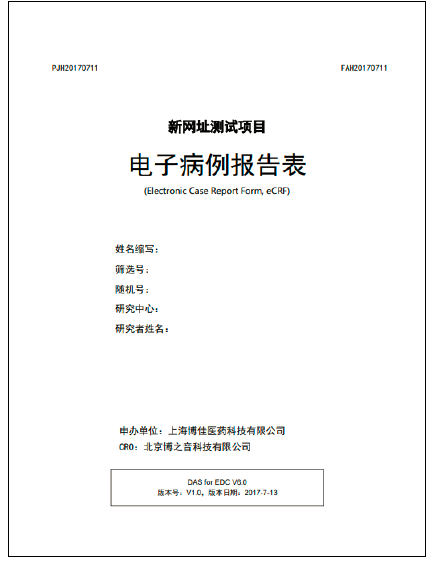 PJH20170711 FAH20170711
新网址测试项目
电子病例报告表
(Electronic Case Report Form, eCRF)
姓名缩写：
筛选号：
随机号：
研究中心：
研究者姓名：
申办单位：上海博佳医药科技有限公司
CRO：北京博之音科技有限公司
DAS for EDC V6.0
版本号：V1.0，版本日期：2017-7-13